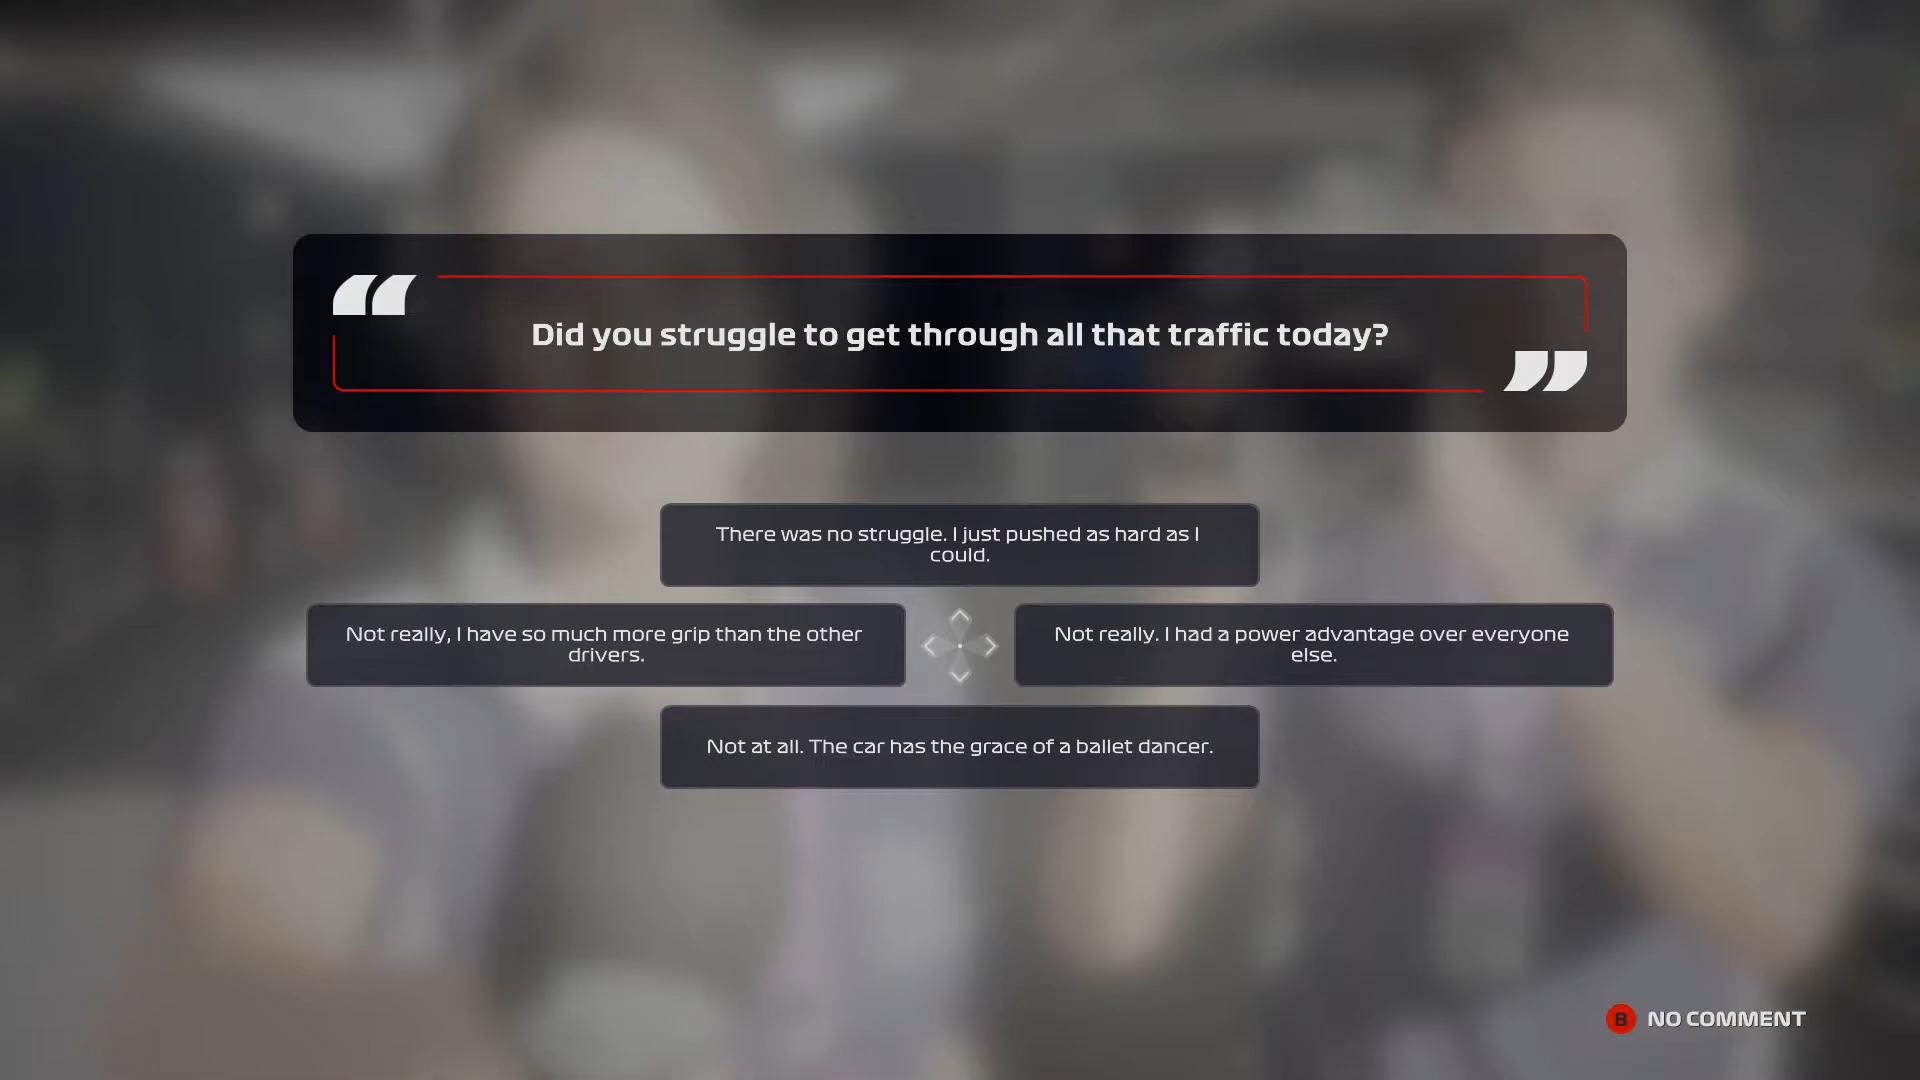 Did you struggle to get through all that traffic today?
There was no struggle. I just pushed as hard as I
could.
Not really, I have so much more grip than the other
drivers.
Not really. I had a power advantage over everyone
else.
Not at all. The car has the grace of a ballet dancer.
B NO COMMENT